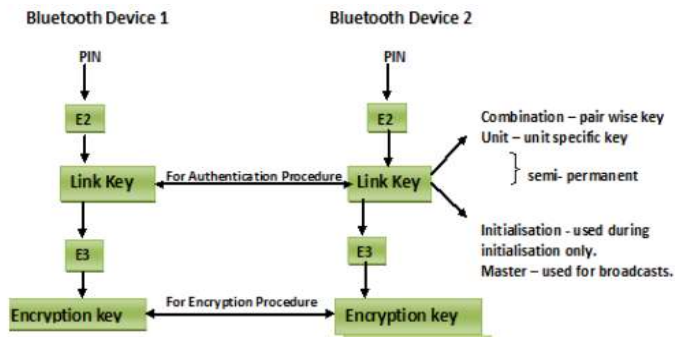 Bluetooth Device 1
Bluetooth Device 2
PIN
PIN
E2
E2
Combination – pair wise key
Unit – unit specific key
semi- permanent
Link Key
For Authentication Procedure
Link Key
Initialisation - used during
initialisation only.
Master – used for broadcasts.
E3
E3
Encryption key
For Encryption Procedure
Encryption key